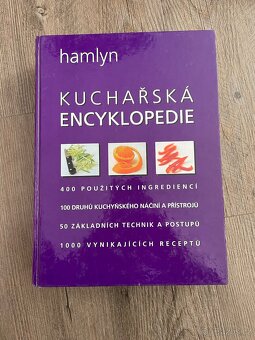 hamlyn
KUCHAŘSKÁ
ENCYKLOPEDIE
400 POUŽITÝCH INGREDIENCÍ
100 DRUHŮ KUCHYŇSKÉHO NÁČINÍ A PŘÍSTROJŮ
50 ZÁKLADNÍCH TECHNIK A POSTUPŮ
1000 VYNIKAJÍCÍCH RECEPTŮ